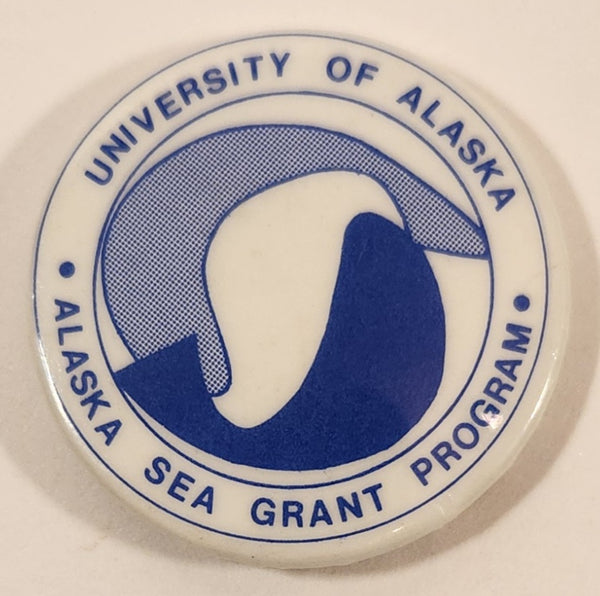 UNIVERSITY OF ALASKA
• ALASKA SEA GRANT PROGRAM •